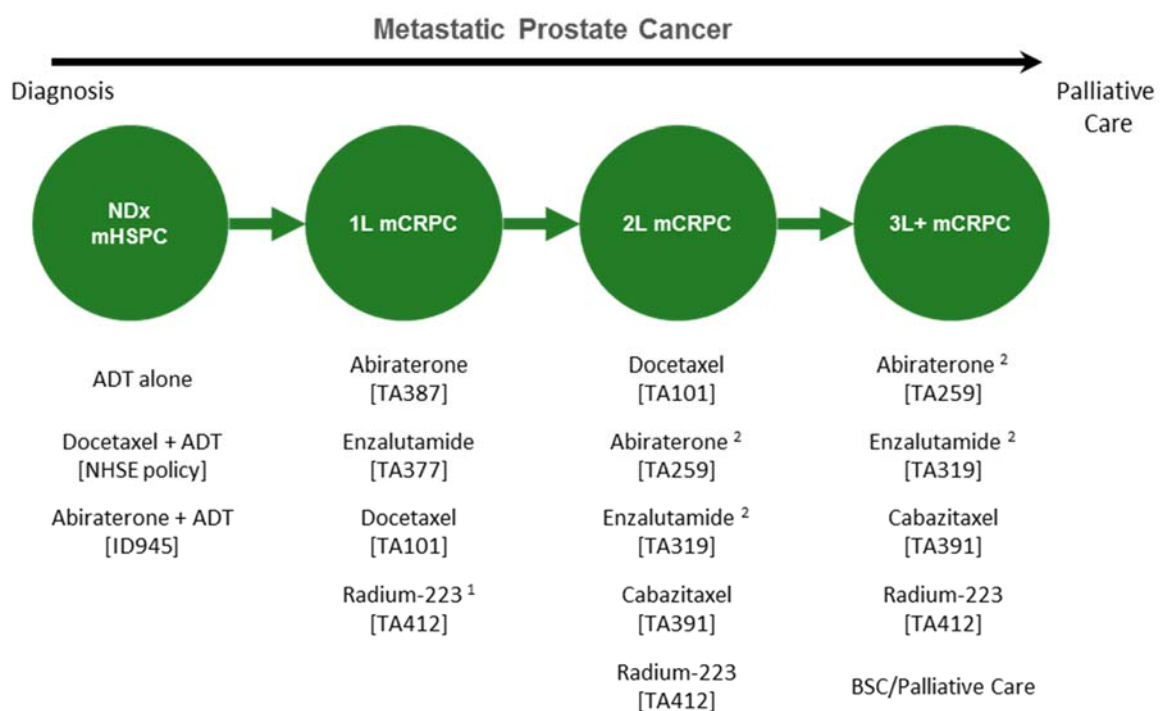 Metastatic Prostate Cancer
Diagnosis
Palliative
Care
NDx
mHSPC
1L mCRPC
2L mCRPC
3L+ mCRPC
ADT alone
Docetaxel + ADT
[NHSE policy]
Abiraterone + ADT
[ID945]
Abiraterone
[TA387]
Enzalutamide
[TA377]
Docetaxel
[TA101]
Radium-223 ¹
[TA412]
Docetaxel
[TA101]
Abiraterone ²
[TA259]
Enzalutamide ²
[TA319]
Cabazitaxel
[TA391]
Radium-223
[TA412]
Abiraterone ²
[TA259]
Enzalutamide ²
[TA319]
Cabazitaxel
[TA391]
Radium-223
[TA412]
BSC/Palliative Care